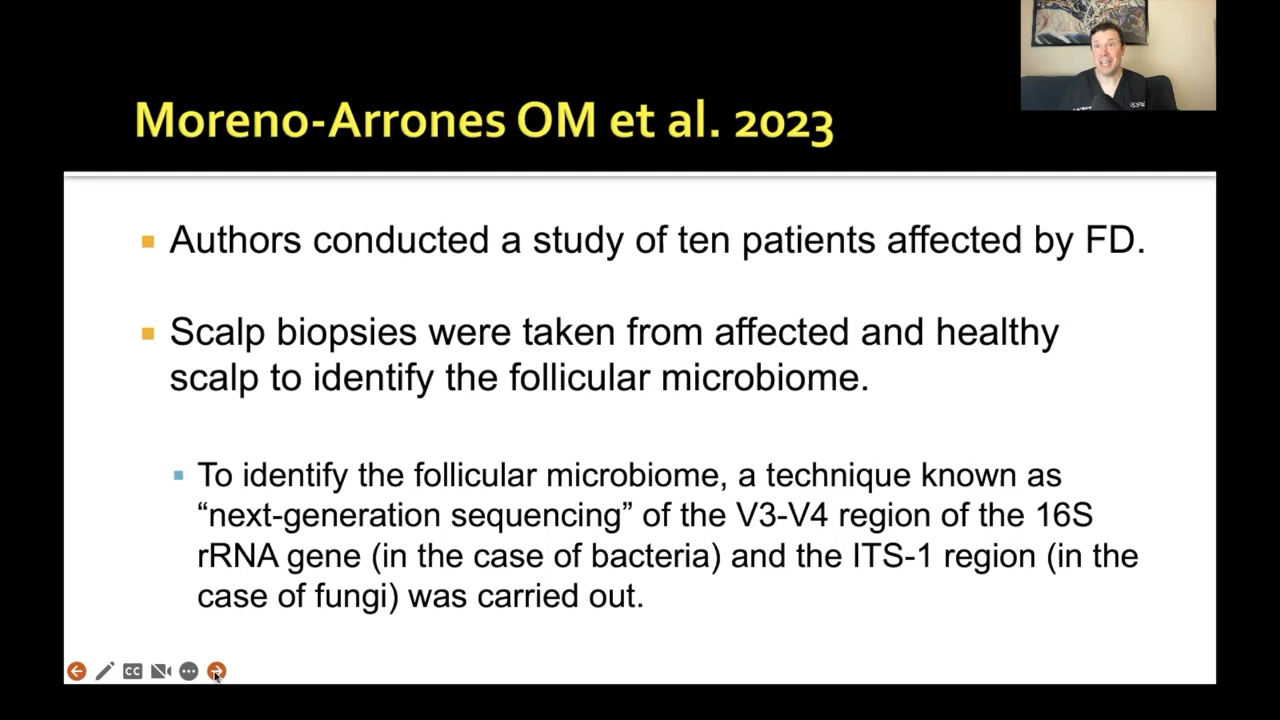 Moreno-Arrones OM et al. 2023
Authors conducted a study of ten patients affected by FD.
Scalp biopsies were taken from affected and healthy
scalp to identify the follicular microbiome.
To identify the follicular microbiome, a technique known as
“next-generation sequencing” of the V3-V4 region of the 16S
rRNA gene (in the case of bacteria) and the ITS-1 region (in the
case of fungi) was carried out.
CC